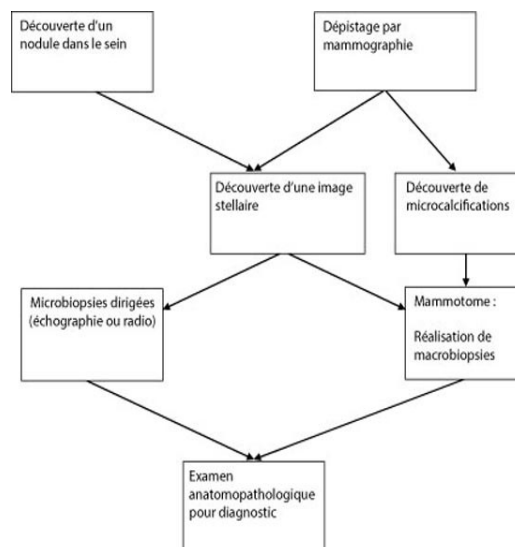 Découverte d'un
nodule dans le sein
Dépistage par
mammographie
Découverte d'une image
stellaire
Découverte de
microcalcifications
Microbiopsies dirigées
(échographie ou radio)
Mammotome :
Réalisation de
macrobiopsies
Examen
anatomopathologique
pour diagnostic